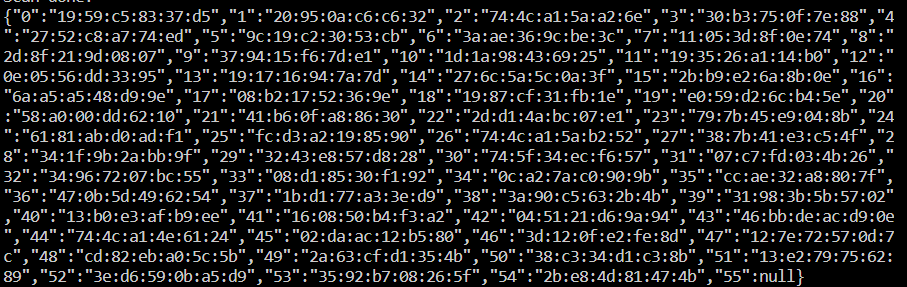 {"0":"19:59:c5:83:37:d5","1":"20:95:0a:c6:c6:32","2":"74:4c:a1:5a:a2:6e","3":"30:b3:75:0f:7e:88","4
":"27:52:c8:a7:74:ed","5":"9c:19:c2:30:53:cb","6":"3a:ae:36:9c:be:3c","7":"11:05:3d:8f:0e:74","8":"
2d:8f:21:9d:08:07","9":"37:94:15:f6:7d:e1","10":"1d:1a:98:43:69:25","11":"19:35:26:a1:14:b0","12":"
0e:05:56:dd:33:95","13":"19:17:16:94:7a:7d","14":"27:6c:5a:5c:0a:3f","15":"2b:b9:e2:6a:8b:0e","16":
"6a:a5:a5:48:d9:9e","17":"08:b2:17:52:36:9e","18":"19:87:cf:31:fb:1e","19":"e0:59:d2:6c:b4:5e","20"
:"58:a0:00:dd:62:10","21":"41:b6:0f:a8:86:30","22":"2d:d1:4a:bc:07:e1","23":"79:7b:45:e9:04:8b","24
":"61:81:ab:d0:ad:f1","25":"fc:d3:a2:19:85:90","26":"74:4c:a1:5a:b2:52","27":"38:7b:41:e3:c5:4f","2
8":"34:1f:9b:2a:bb:9f","29":"32:43:e8:57:d8:28","30":"74:5f:34:ec:f6:57","31":"07:c7:fd:03:4b:26","
32":"34:96:72:07:bc:55","33":"08:d1:85:30:f1:92","34":"0c:a2:7a:c0:90:9b","35":"cc:ae:32:a8:80:7f",
"36":"47:0b:5d:49:62:54","37":"1b:d1:77:a3:3e:d9","38":"3a:90:c5:63:2b:4b","39":"31:98:3b:5b:57:02"
,"40":"13:b0:e3:af:b9:ee","41":"16:08:50:b4:f3:a2","42":"04:51:21:d6:9a:94","43":"46:bb:de:ac:d9:0e
","44":"74:4c:a1:4e:61:24","45":"02:da:ac:12:b5:80","46":"3d:12:0f:e2:fe:8d","47":"12:7e:72:57:0d:7
c","48":"cd:82:eb:a0:5c:5b","49":"2a:63:cf:d1:35:4b","50":"38:c3:34:d1:c3:8b","51":"13:e2:79:75:62:
89","52":"3e:d6:59:0b:a5:d9","53":"35:92:b7:08:26:5f","54":"2b:e8:4d:81:47:4b","55":null}